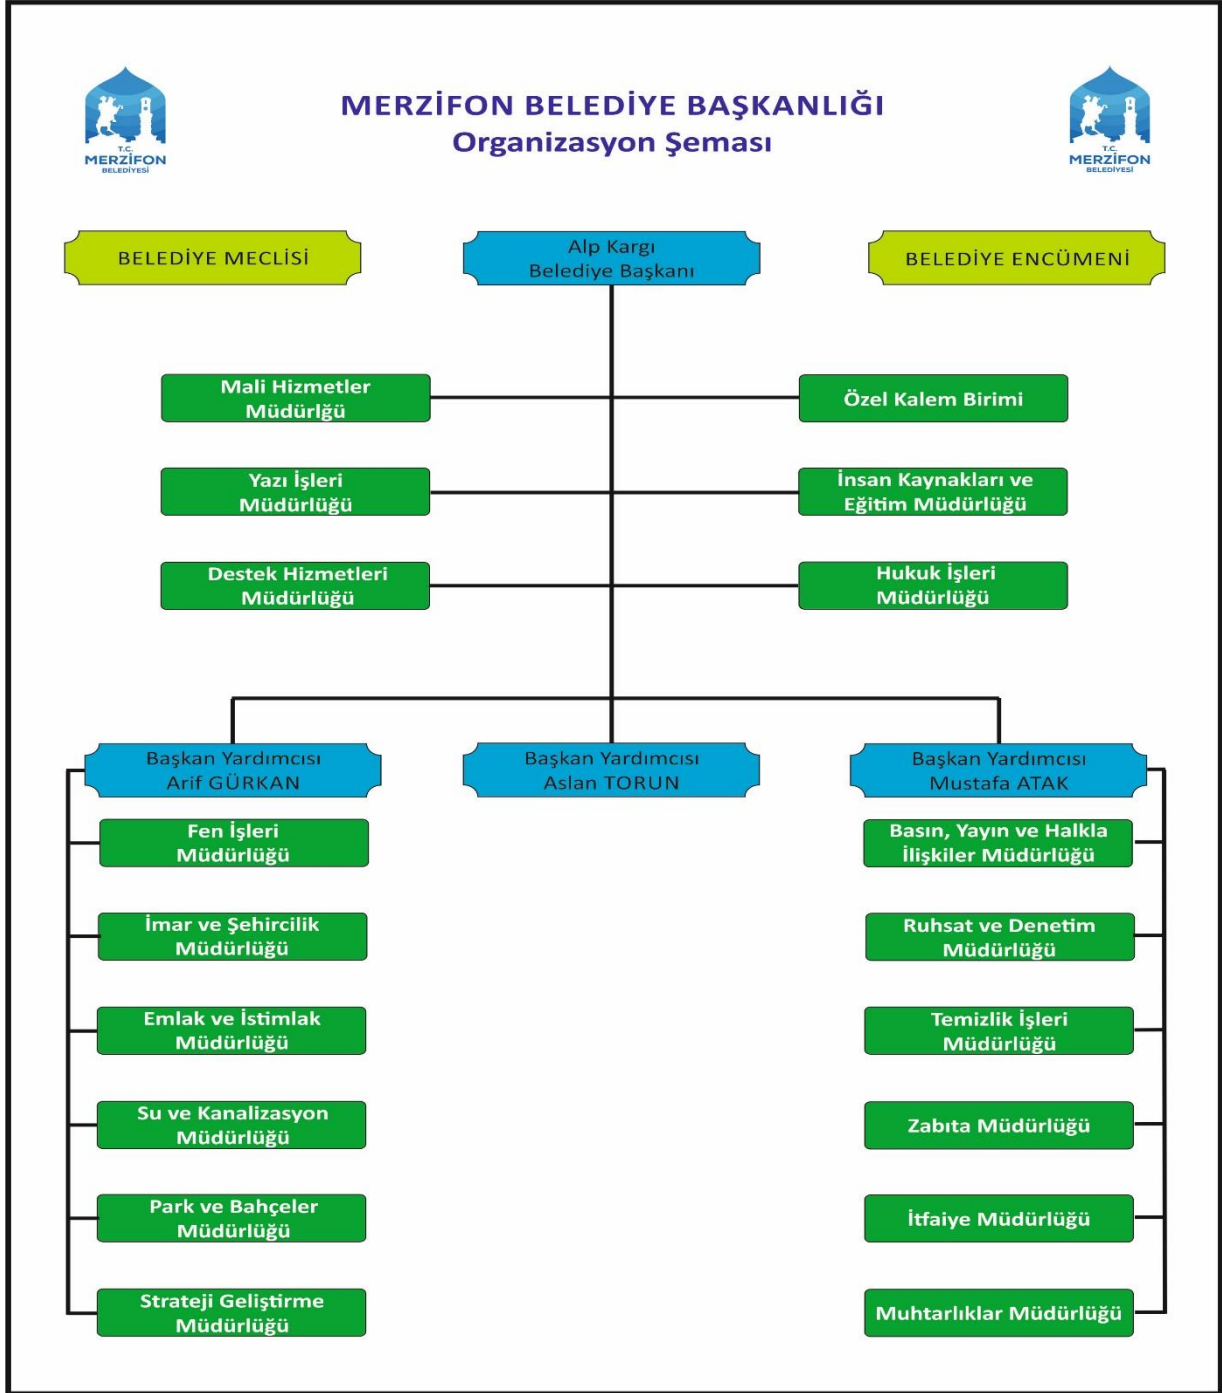 MERZİFON BELEDİYE BAŞKANLIĞI
Organizasyon Şeması
T.C.
MERZİFON
BELEDİYESİ
T.C.
MERZİFON
BELEDİYESİ
BELEDİYE MECLİSİ
Alp Kargı
Belediye Başkanı
BELEDİYE ENCÜMENİ
Mali Hizmetler
Müdürlğü
Özel Kalem Birimi
Yazı İşleri
Müdürlüğü
İnsan Kaynakları ve
Eğitim Müdürlüğü
Destek Hizmetleri
Müdürlüğü
Hukuk İşleri
Müdürlüğü
Başkan Yardımcısı
Arif GÜRKAN
Başkan Yardımcısı
Aslan TORUN
Başkan Yardımcısı
Mustafa ATAK
Fen İşleri
Müdürlüğü
İmar ve Şehircilik
Müdürlüğü
Emlak ve İstimlak
Müdürlüğü
Su ve Kanalizasyon
Müdürlüğü
Park ve Bahçeler
Müdürlüğü
Strateji Geliştirme
Müdürlüğü
Basın, Yayın ve Halkla
İlişkiler Müdürlüğü
Ruhsat ve Denetim
Müdürlüğü
Temizlik İşleri
Müdürlüğü
Zabıta Müdürlüğü
İtfaiye Müdürlüğü
Muhtarlıklar Müdürlüğü